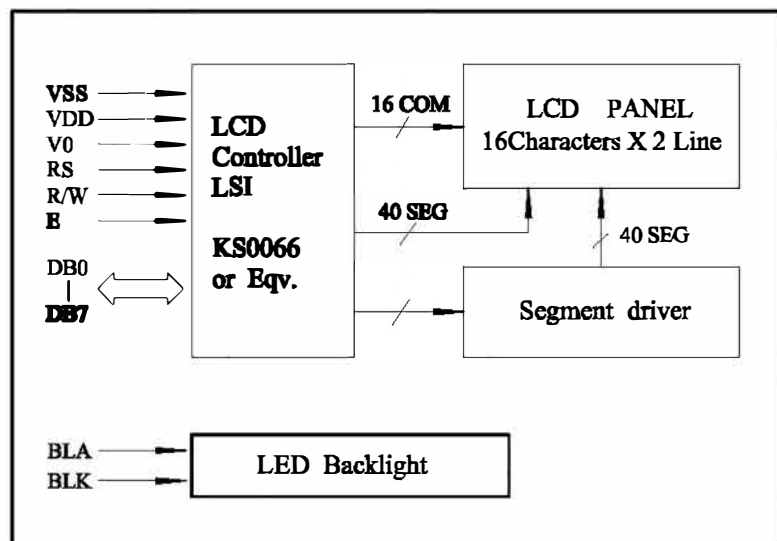 VSS
VDD
V0
RS
R/W
E
DB0
DB7
LCD
Controller
LSI
KS0066
or Eqv.
16 COM
40 SEG
LCD PANEL
16Characters X 2 Line
40 SEG
Segment driver
BLA
BLK
LED Backlight